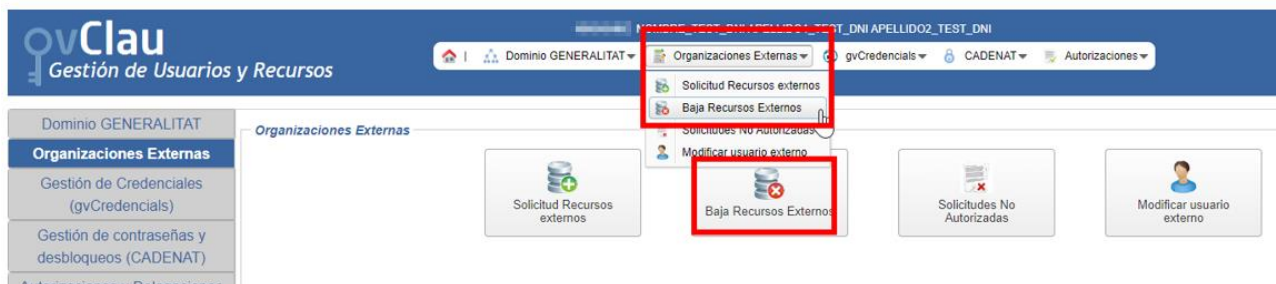 gvClau
Gestión de Usuarios y Recursos
NOMBRE_TEST_DNI APELLIDO1_TEST_DNI APELLIDO2_TEST_DNI
| Dominio GENERALITAT Organizaciones Externas gvCredencials CADENAT Autorizaciones
Solicitud Recursos externos
Baja Recursos Externos
Solicitudes No Autorizadas
Modificar usuario externo
Dominio GENERALITAT
Organizaciones Externas
Gestión de Credenciales
(gvCredencials)
Gestión de contraseñas y
desbloqueos (CADENAT)
Organizaciones Externas
Solicitud Recursos
externos
Baja Recursos Externos
Solicitudes No
Autorizadas
Modificar usuario
externo